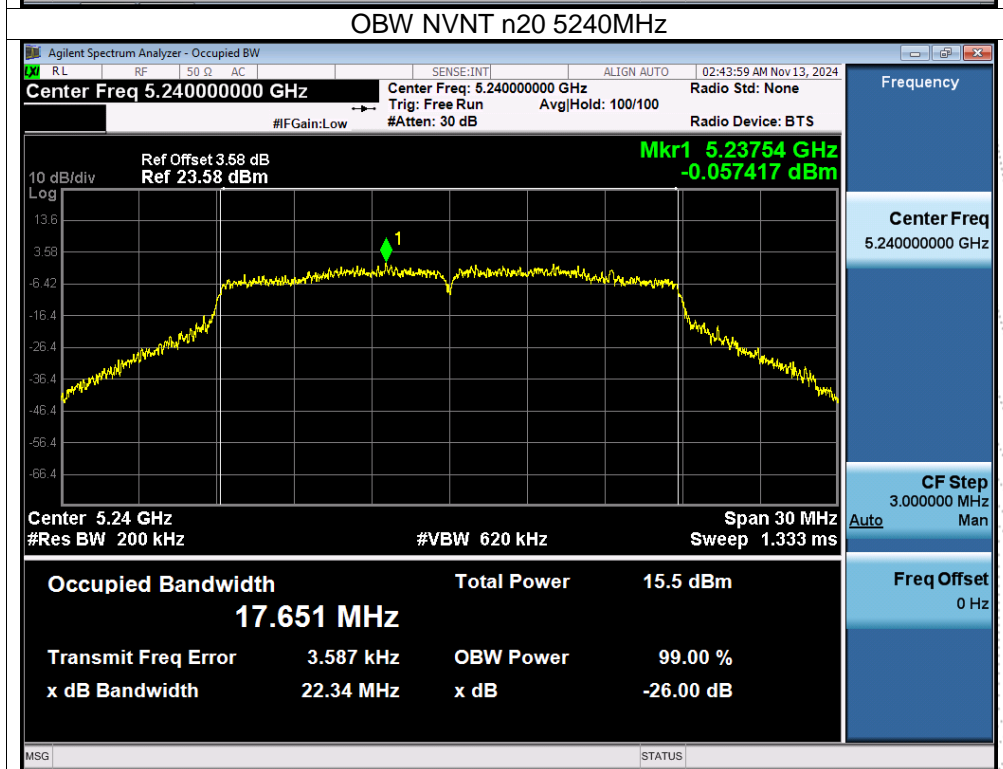 OBW NVNT n20 5240MHz
Agilent Spectrum Analyzer - Occupied BW
LXI RL RF 50 Ω AC SENSE:INT ALIGN AUTO 02:43:59 AM Nov 13, 2024
Center Freq 5.240000000 GHz
Center Freq: 5.240000000 GHz Radio Std: None
Trig: Free Run Avg|Hold: 100/100
#IFGain:Low #Atten: 30 dB Radio Device: BTS
Frequency
Mkr1 5.23754 GHz
-0.057417 dBm
Ref Offset 3.58 dB
10 dB/div Ref 23.58 dBm
Log
13.6
3.58
-6.42
-16.4
-26.4
-36.4
-46.4
-56.4
-66.4
1
Center Freq
5.240000000 GHz
Center 5.24 GHz Span 30 MHz
#Res BW 200 kHz #VBW 620 kHz Sweep 1.333 ms
CF Step
3.000000 MHz
Auto Man
Occupied Bandwidth Total Power 15.5 dBm
17.651 MHz
Transmit Freq Error 3.587 kHz OBW Power 99.00 %
x dB Bandwidth 22.34 MHz x dB -26.00 dB
Freq Offset
0 Hz
MSG STATUS